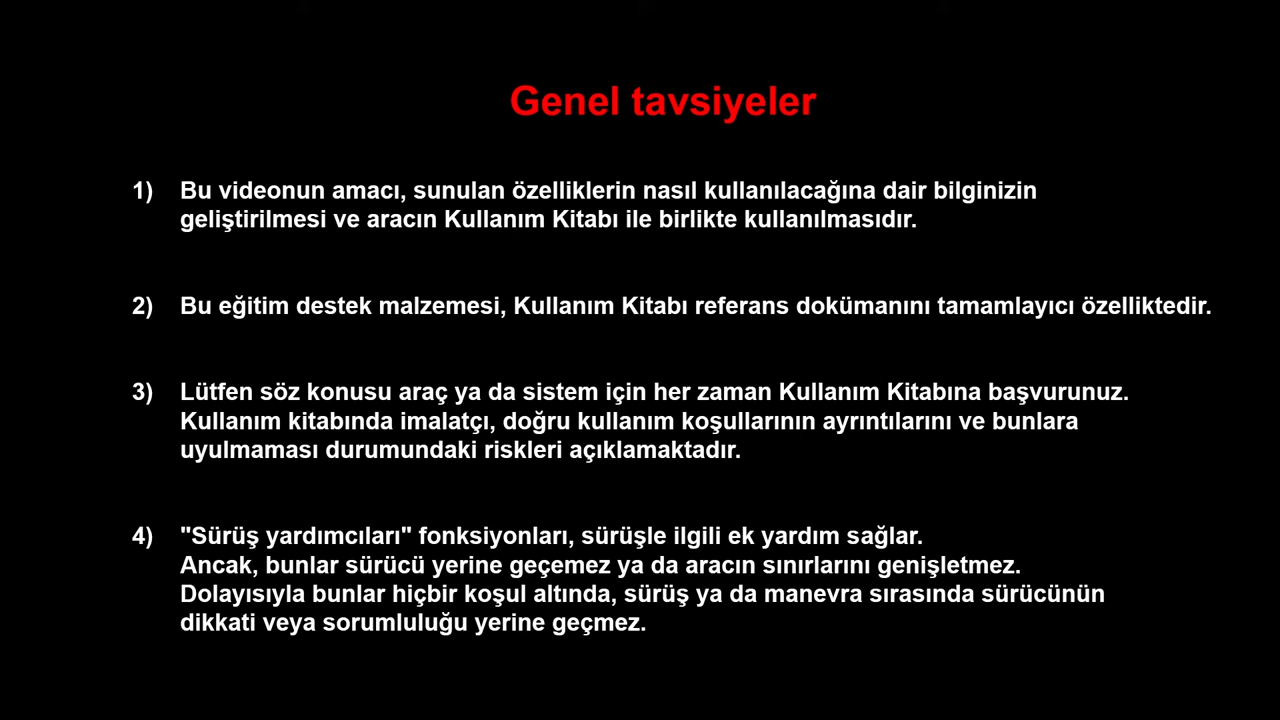 Genel tavsiyeler
1) Bu videonun amacı, sunulan özelliklerin nasıl kullanılacağına dair bilginizin
geliştirilmesi ve aracın Kullanım Kitabı ile birlikte kullanılmasıdır.
2) Bu eğitim destek malzemesi, Kullanım Kitabı referans dokümanını tamamlayıcı özelliktedir.
3) Lütfen söz konusu araç ya da sistem için her zaman Kullanım Kitabına başvurunuz.
Kullanım kitabında imalatçı, doğru kullanım koşullarının ayrıntılarını ve bunlara
uyulmaması durumundaki riskleri açıklamaktadır.
4) "Sürüş yardımcıları" fonksiyonları, sürüşle ilgili ek yardım sağlar.
Ancak, bunlar sürücü yerine geçemez ya da aracın sınırlarını genişletmez.
Dolayısıyla bunlar hiçbir koşul altında, sürüş ya da manevra sırasında sürücünün
dikkati veya sorumluluğu yerine geçmez.